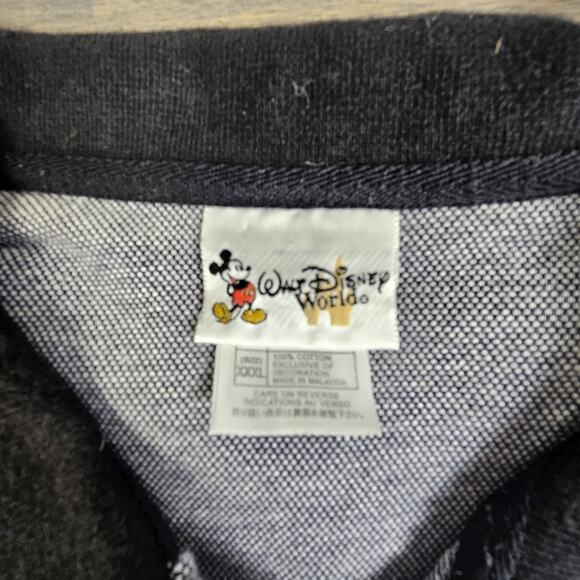 WALT DISNEY
World
(SIZE)
XXXL
100% COTTON
EXCLUSIVE OF
DECORATION
MADE IN MALAYSIA
CARE ON REVERSE
INDICATIONS AU VERSO